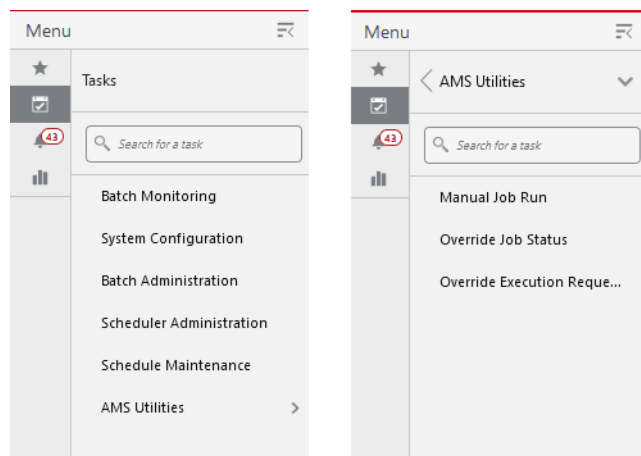 Menu
Tasks
43
Search for a task
Batch Monitoring
System Configuration
Batch Administration
Scheduler Administration
Schedule Maintenance
AMS Utilities
Menu
AMS Utilities
43
Search for a task
Manual Job Run
Override Job Status
Override Execution Reque...